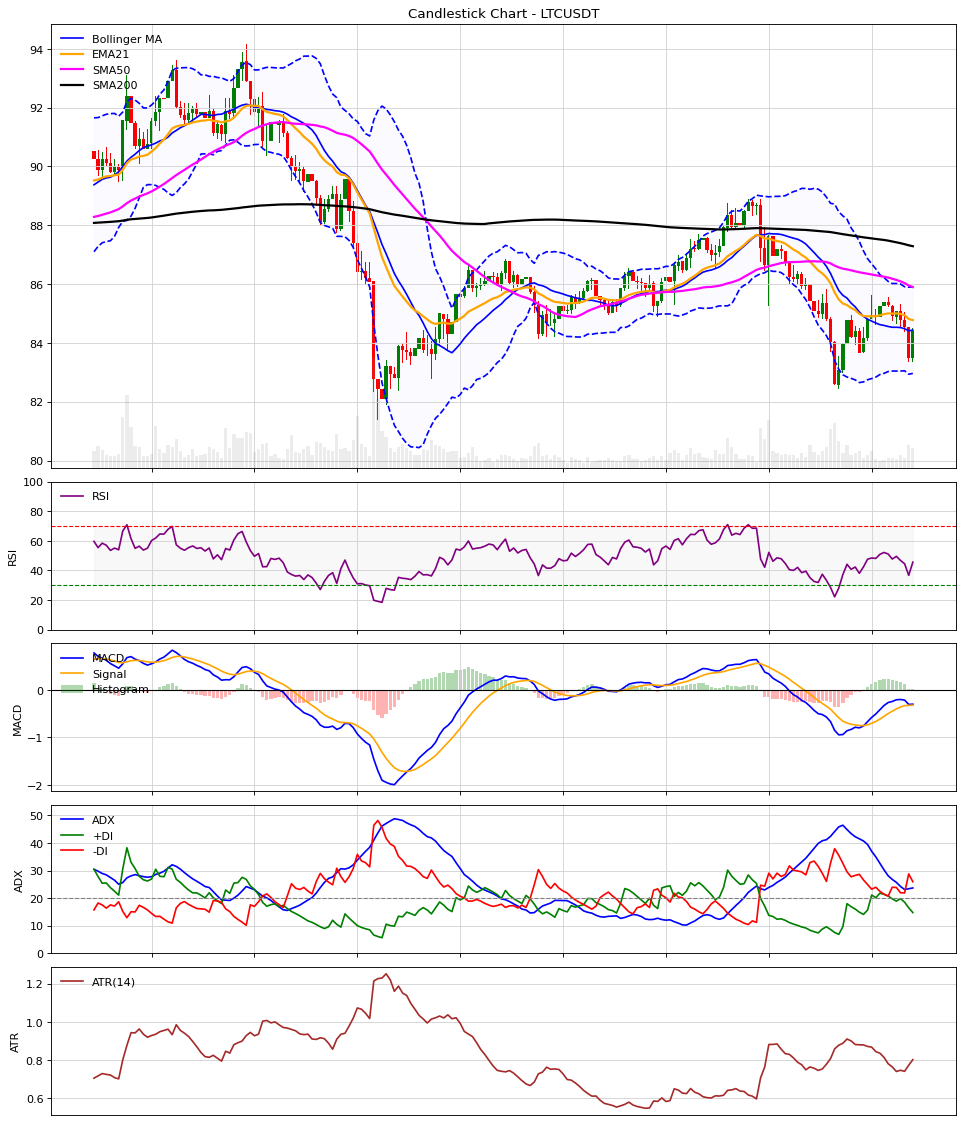 Candlestick Chart - LTCUSDT
Bollinger MA
EMA21
SMA50
SMA200
94
92
90
88
86
84
82
80
RSI
RSI
100
80
60
40
20
0
MACD
Signal
Histogram
MACD
0
−1
−2
ADX
+DI
-DI
ADX
50
40
30
20
10
0
ATR(14)
ATR
1.2
1.0
0.8
0.6